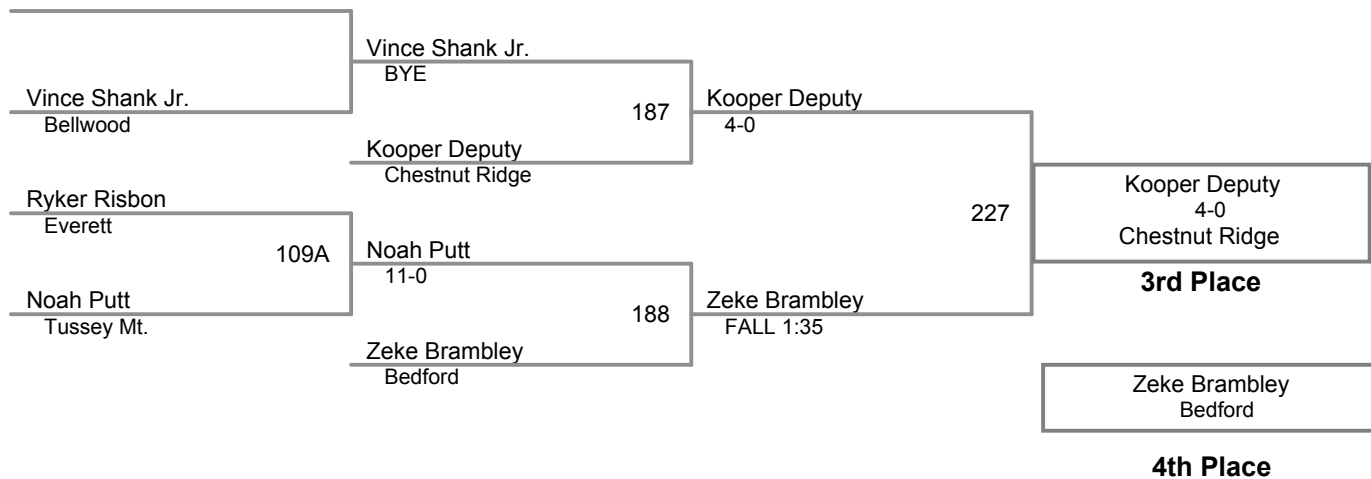 Vince Shank Jr.
BYE
Vince Shank Jr.
Bellwood
187
Kooper Deputy
4-0
Kooper Deputy
Chestnut Ridge
Ryker Risbon
Everett
109A
Noah Putt
11-0
Noah Putt
Tussey Mt.
188
Zeke Brambley
FALL 1:35
Zeke Brambley
Bedford
227
Kooper Deputy
4-0
Chestnut Ridge
3rd Place
Zeke Brambley
Bedford
4th Place